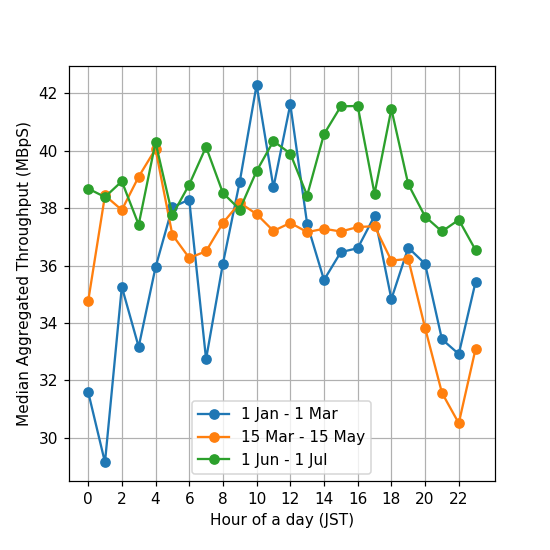 Median Aggregated Throughput (MBpS)
42
40
38
36
34
32
30
1 Jan - 1 Mar
15 Mar - 15 May
1 Jun - 1 Jul
0 2 4 6 8 10 12 14 16 18 20 22
Hour of a day (JST)